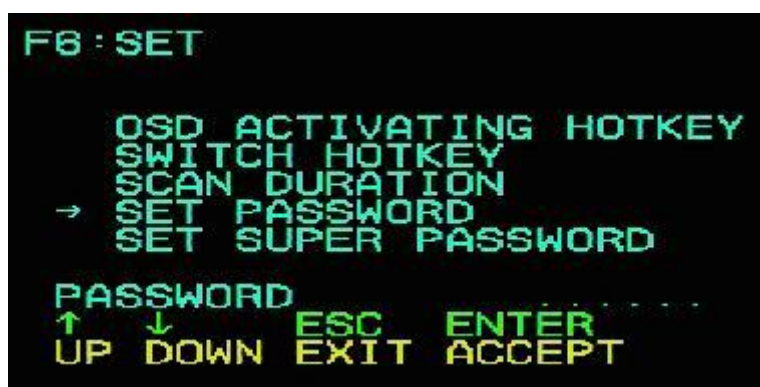 F6:SET
OSD ACTIVATING HOTKEY
SWITCH HOTKEY
SCAN DURATION
→ SET PASSWORD
SET SUPER PASSWORD
PASSWORD ......
↑ ↓ ESC ENTER
UP DOWN EXIT ACCEPT